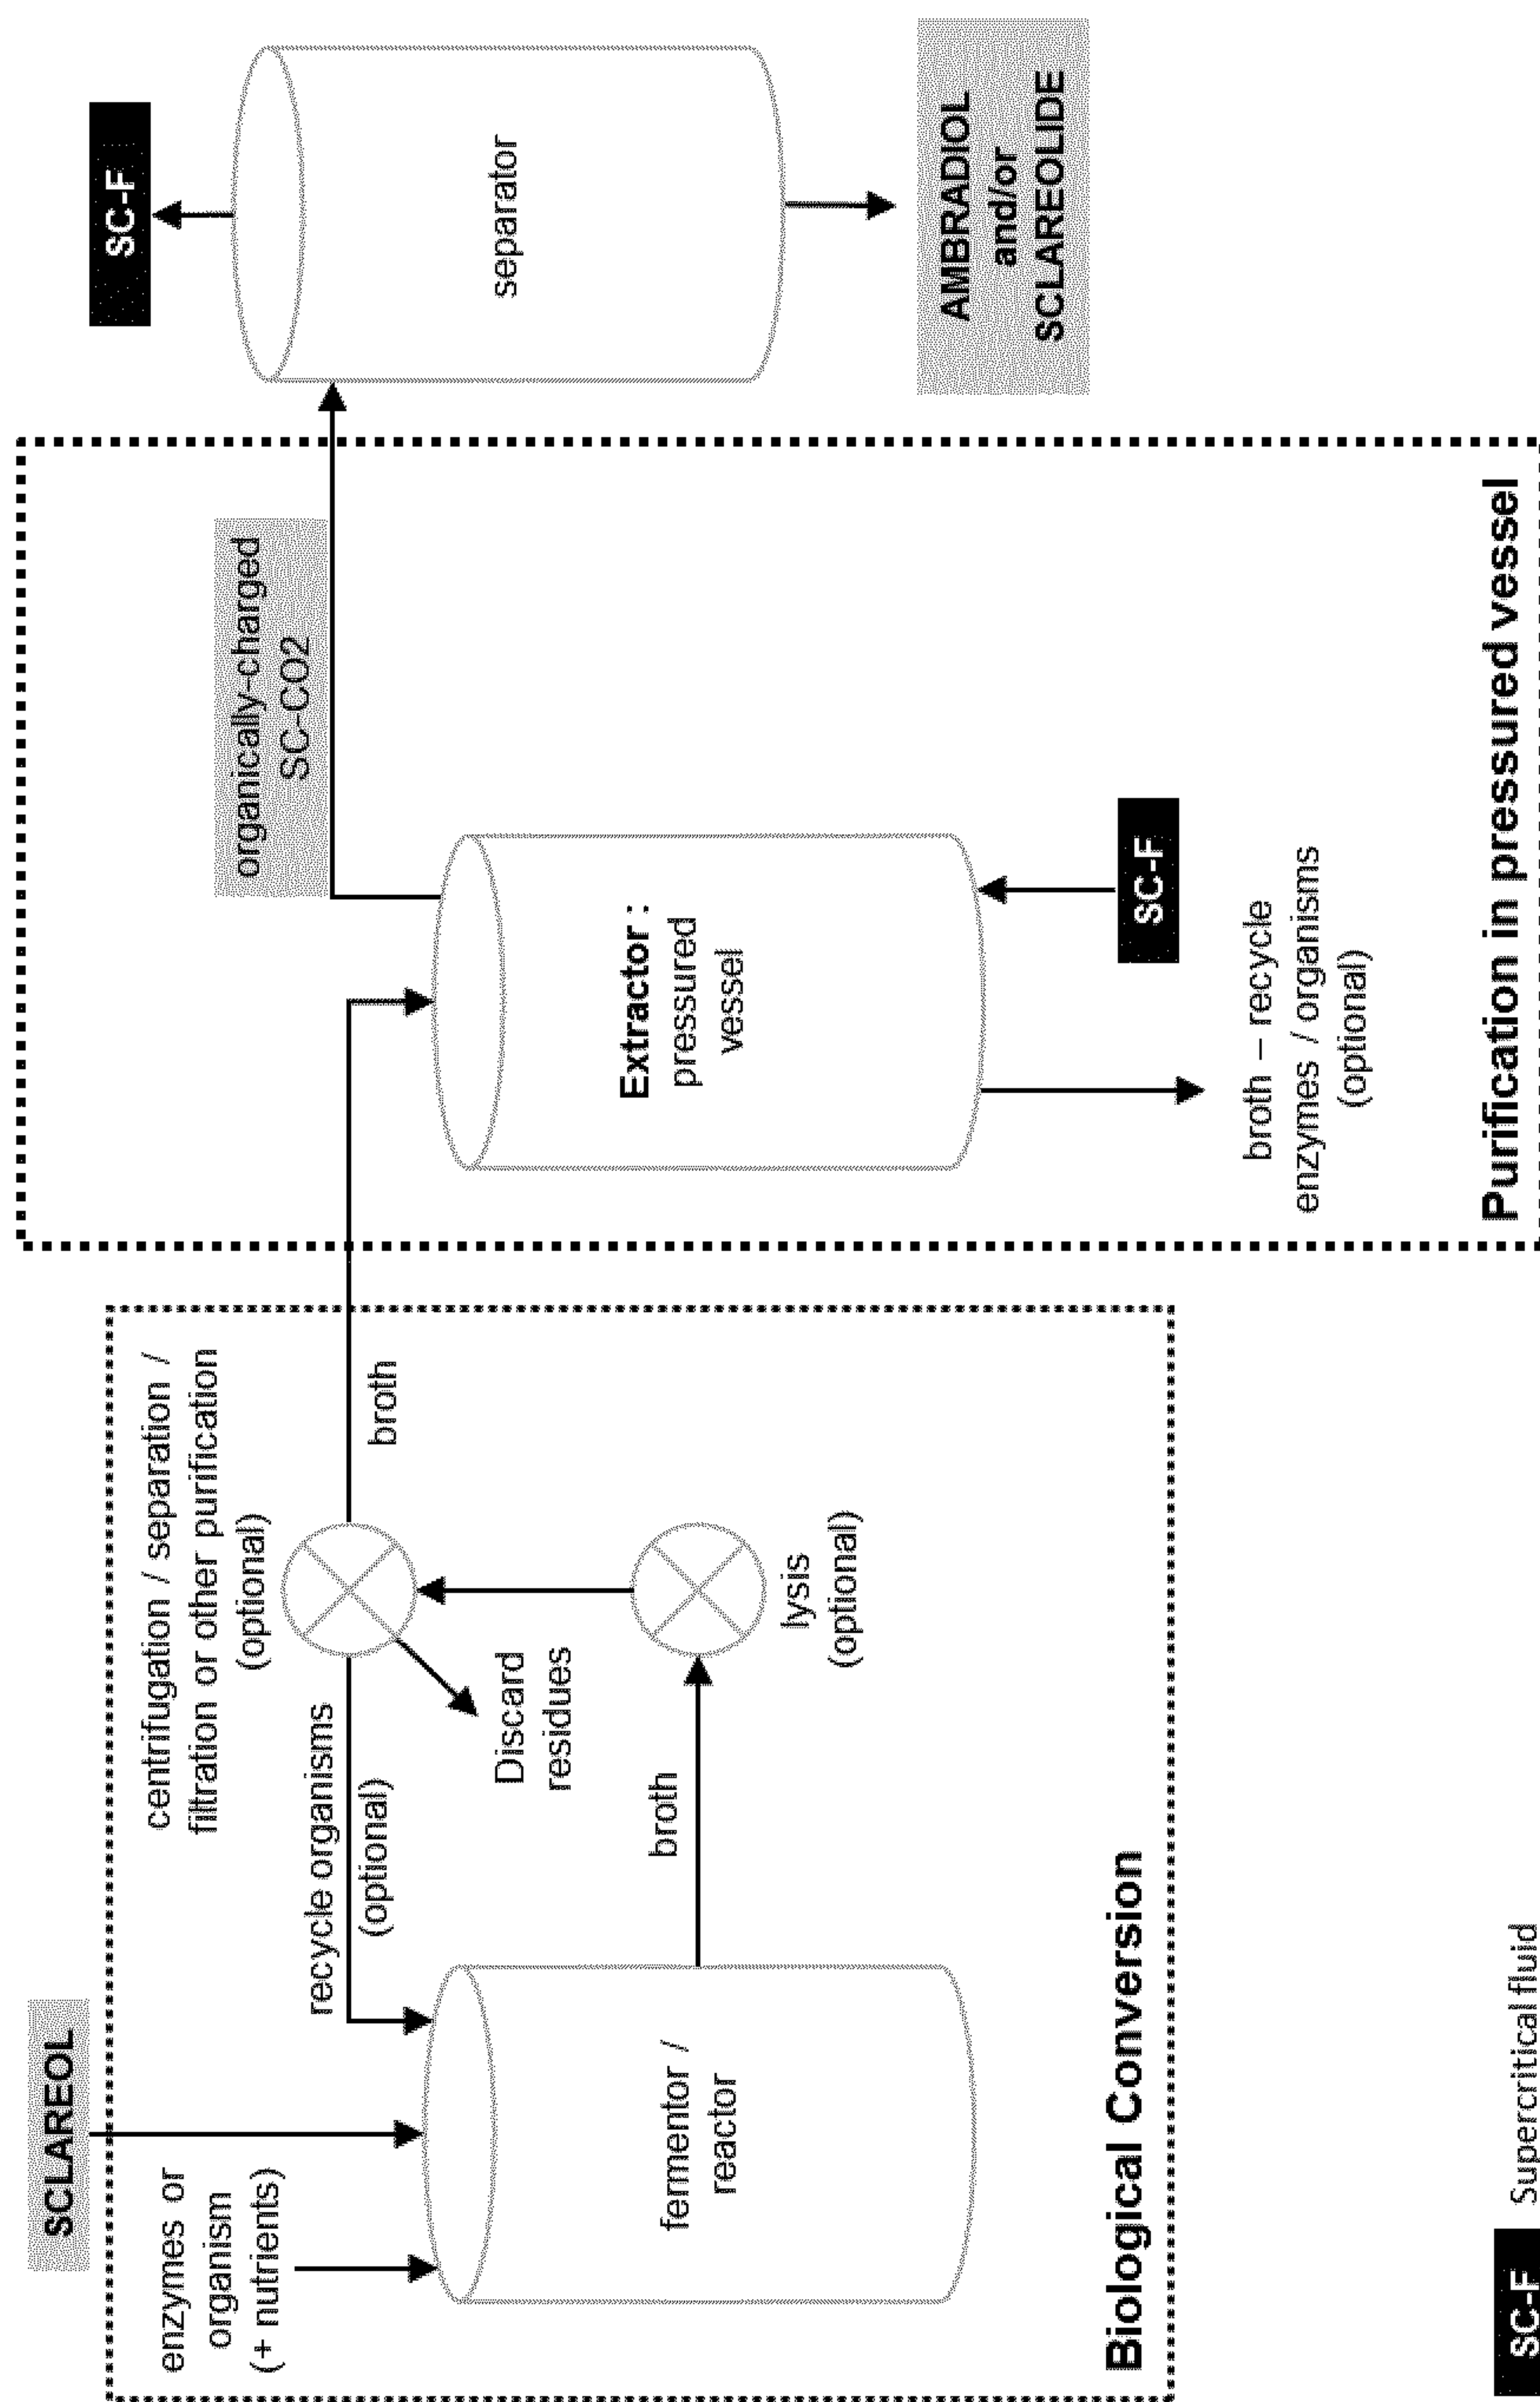 SCLAREOL
enzymes or
organism
(+ nutrients)
fermentor /
reactor
recycle organisms
(optional)
centrifugation / separation /
filtration or other purification
(optional)
Discard
residues
broth
lysis
(optional)
broth
Biological Conversion
organically-charged
SC-CO2
Extractor :
pressured
vessel
SC-F
broth – recycle
enzymes / organisms
(optional)
Purification in pressured vessel
SC-F
separator
AMBRADIOL
and/or
SCLAREOLIDE
SC-F Supercritical fluid